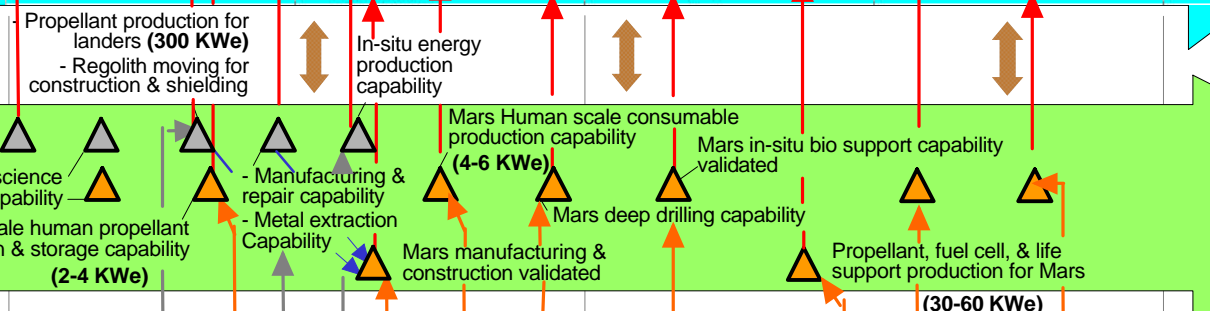 - Propellant production for
landers (300 KWe)
- Regolith moving for
construction & shielding
In-situ energy
production
capability
Mars Human scale consumable
production capability
(4-6 KWe)
Mars in-situ bio support capability
validated
science
- Manufacturing &
repair capability
- Metal extraction
Capability
Mars deep drilling capability
human propellant
& storage capability
(2-4 KWe)
Mars manufacturing &
construction validated
Propellant, fuel cell, & life
support production for Mars
(30-60 KWe)